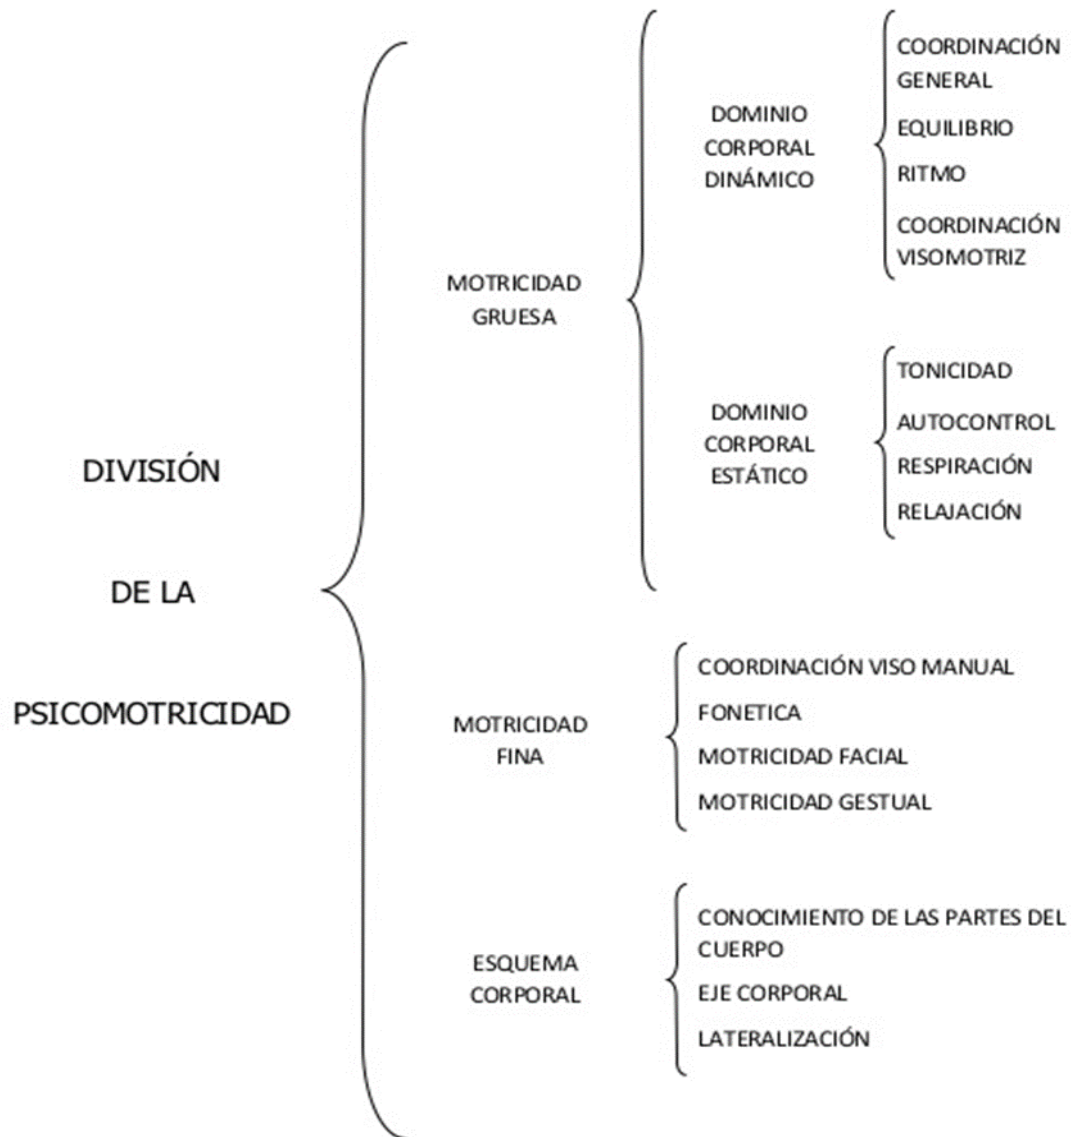 DIVISIÓN
DE LA
PSICOMOTRICIDAD
MOTRICIDAD
GRUESA
DOMINIO
CORPORAL
DINÁMICO
COORDINACIÓN
GENERAL
EQUILIBRIO
RITMO
COORDINACIÓN
VISOMOTRIZ
DOMINIO
CORPORAL
ESTÁTICO
TONICIDAD
AUTOCONTROL
RESPIRACIÓN
RELAJACIÓN
MOTRICIDAD
FINA
COORDINACIÓN VISO MANUAL
FONETICA
MOTRICIDAD FACIAL
MOTRICIDAD GESTUAL
ESQUEMA
CORPORAL
CONOCIMIENTO DE LAS PARTES DEL
CUERPO
EJE CORPORAL
LATERALIZACIÓN